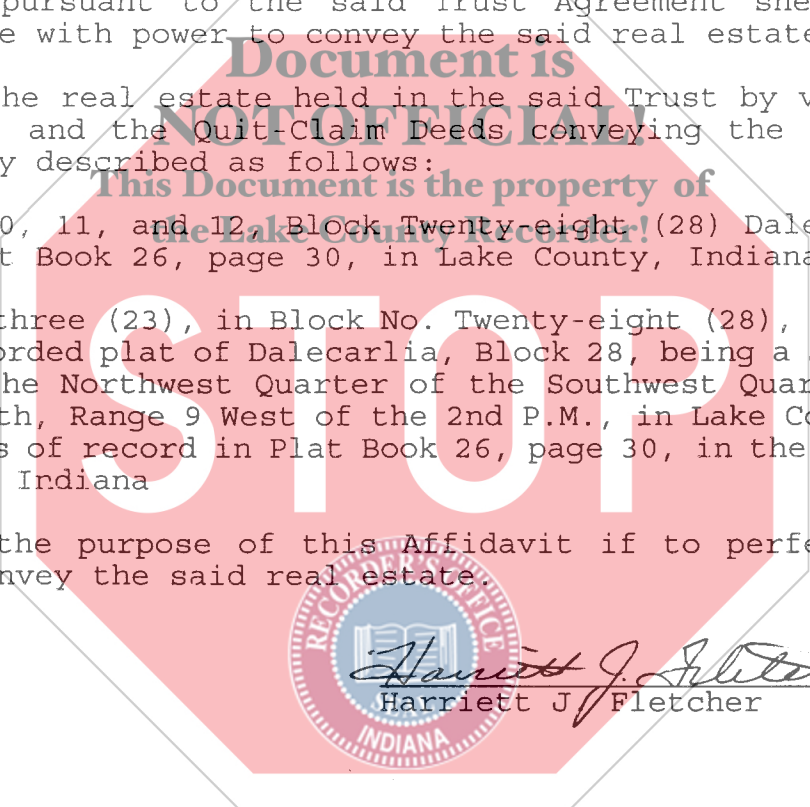 pursuant to the said Trust Agreement she
e with power to convey the said real estate
Document is
he real estate held in the said Trust by v
NOT OFFICIAL!
and the Quit-Claim Deeds conveying the
y described as follows:
This Document is the property of
0, 11, and 12, Block Twenty-eight (28) Dale
the Lake County Recorder!
t Book 26, page 30, in Lake County, Indiana
three (23), in Block No. Twenty-eight (28),
orded plat of Dalecarlia, Block 28, being a
he Northwest Quarter of the Southwest Quar
th, Range 9 West of the 2nd P.M., in Lake Co
s of record in Plat Book 26, page 30, in the
Indiana
STOP
the purpose of this Affidavit if to perfe
nvey the said real estate.
RECORDER'S OFFICE
SEAL
INDIANA
Harriett J. Fletc
Harriett J. Fletcher